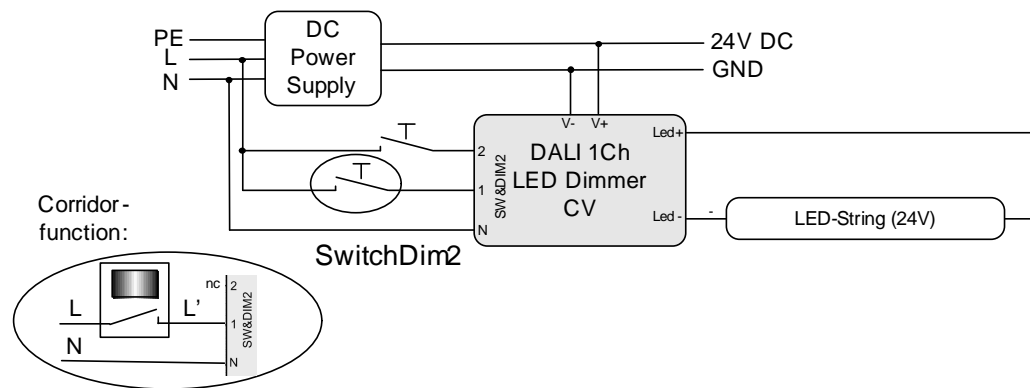 PE
L
N
DC
Power
Supply
24V DC
GND
V-
V+
2
1
N
SW&DIM2
DALI 1Ch
LED Dimmer
CV
Led+
Led -
-
LED-String (24V)
SwitchDim2
Corridor-
function:
L
L’
N
nc
2
1
N
SW&DIM2